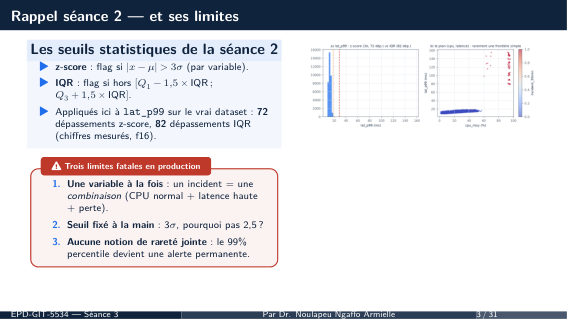 Rappel séance 2 — et ses limites
Les seuils statistiques de la séance 2
z-score : flag si |x − μ| > 3σ (par variable).
IQR : flag si hors [Q₁ − 1,5 × IQR ;
Q₃ + 1,5 × IQR].
Appliqués ici à lat_p99 sur le vrai dataset : 72
dépassements z-score, 82 dépassements IQR
(chiffres mesurés, f16).
Trois limites fatales en production
1. Une variable à la fois : un incident = une
combinaison (CPU normal + latence haute
+ perte).
2. Seuil fixé à la main : 3σ, pourquoi pas 2,5 ?
3. Aucune notion de rareté jointe : le 99%
percentile devient une alerte permanente.
EPD-GIT-5534 — Séance 3
Par Dr. Noulapeu Ngaffo Armielle
3 / 31